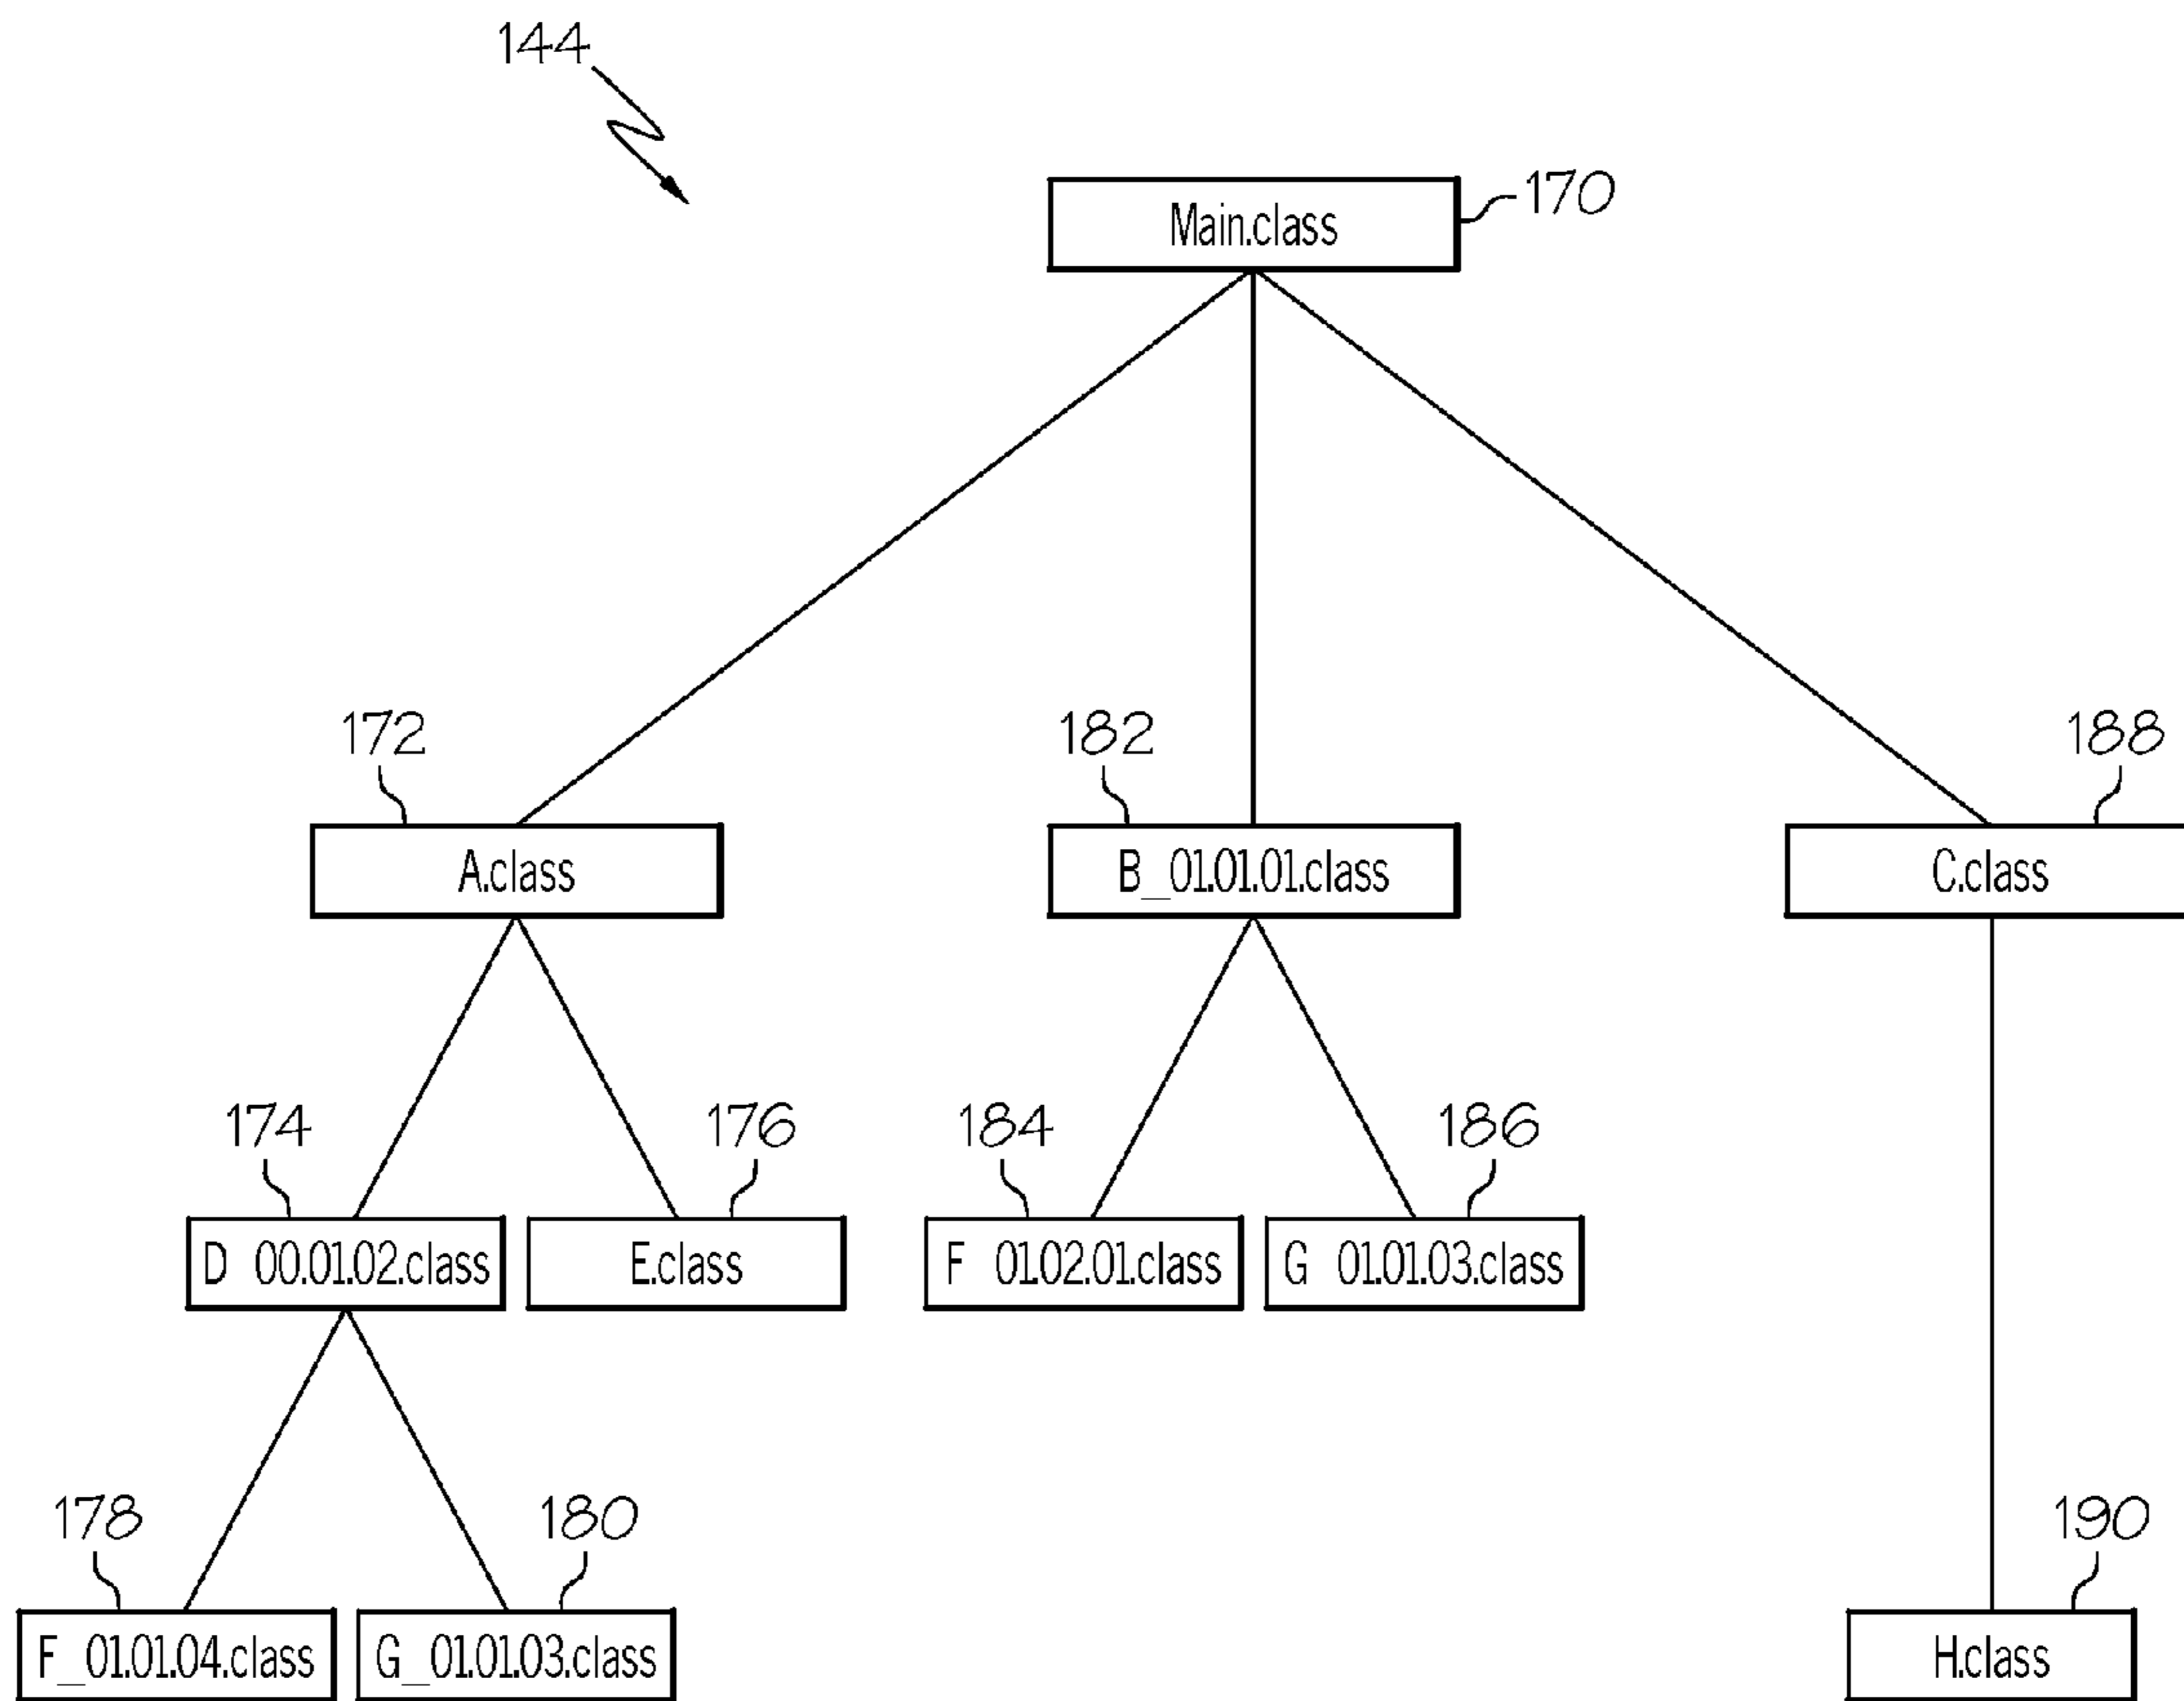 144
Main.class
170
172
182
188
A.class
B_01.01.01.class
C.class
174
176
184
186
D 00.01.02.class
E.class
F 01.02.01.class
G 01.01.03.class
178
180
190
F_01.01.04.class
G_01.01.03.class
H.class